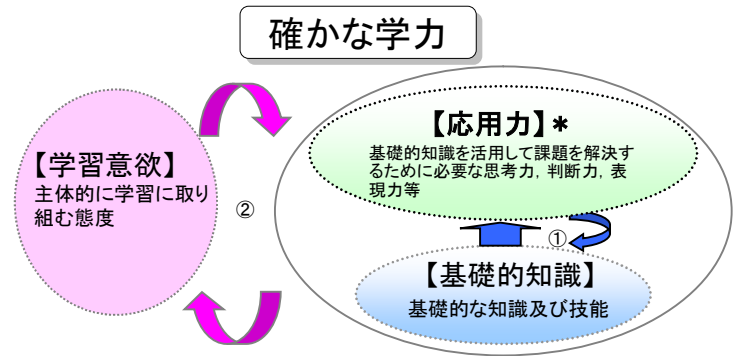 確かな学力
【応用力】*
基礎的知識を活用して課題を解決す
るために必要な思考力，判断力，表
現力等
【学習意欲】
主体的に学習に取り
組む態度
②
①
【基礎的知識】
基礎的な知識及び技能